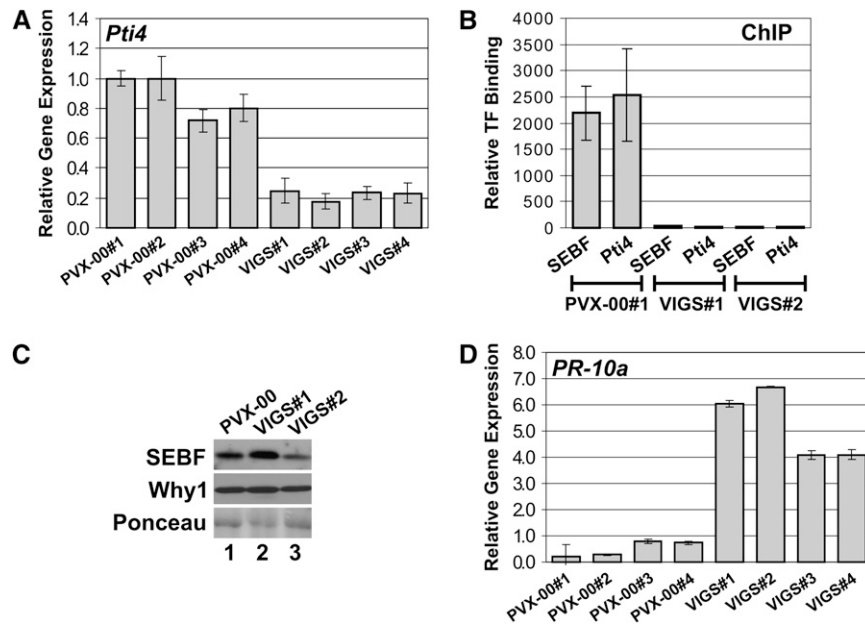 A
Pti4
Relative Gene Expression
1.4
1.2
1.0
0.8
0.6
0.4
0.2
0.0
PVX-00#1
PVX-00#2
PVX-00#3
PVX-00#4
VIGS#1
VIGS#2
VIGS#3
VIGS#4
B
ChIP
Relative TF Binding
4000
3500
3000
2500
2000
1500
1000
500
0
SEBF
Pti4
SEBF
Pti4
SEBF
Pti4
PVX-00#1
VIGS#1
VIGS#2
C
PVX-00
VIGS#1
VIGS#2
SEBF
Why1
Ponceau
1 2 3
D
PR-10a
Relative Gene Expression
8.0
7.0
6.0
5.0
4.0
3.0
2.0
1.0
0.0
PVX-00#1
PVX-00#2
PVX-00#3
PVX-00#4
VIGS#1
VIGS#2
VIGS#3
VIGS#4